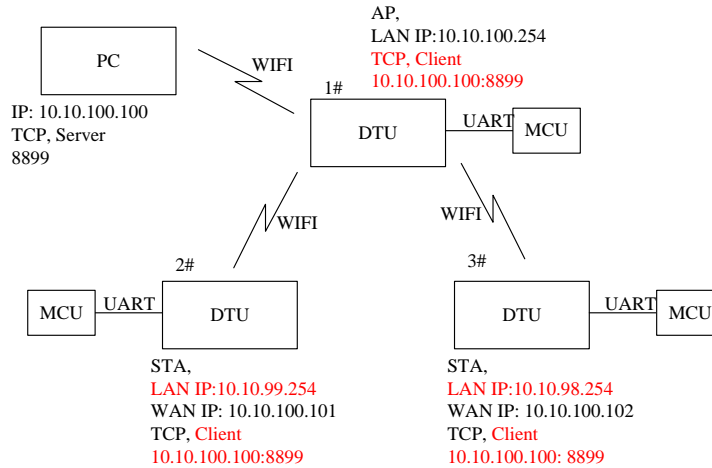 AP,
LAN IP:10.10.100.254
TCP, Client
10.10.100.100:8899
PC
WIFI
1#
IP: 10.10.100.100
TCP, Server
8899
DTU
UART
MCU
WIFI
WIFI
2#
3#
MCU
UART
DTU
DTU
UART
MCU
STA,
LAN IP:10.10.99.254
WAN IP: 10.10.100.101
TCP, Client
10.10.100.100:8899
STA,
LAN IP:10.10.98.254
WAN IP: 10.10.100.102
TCP, Client
10.10.100.100: 8899